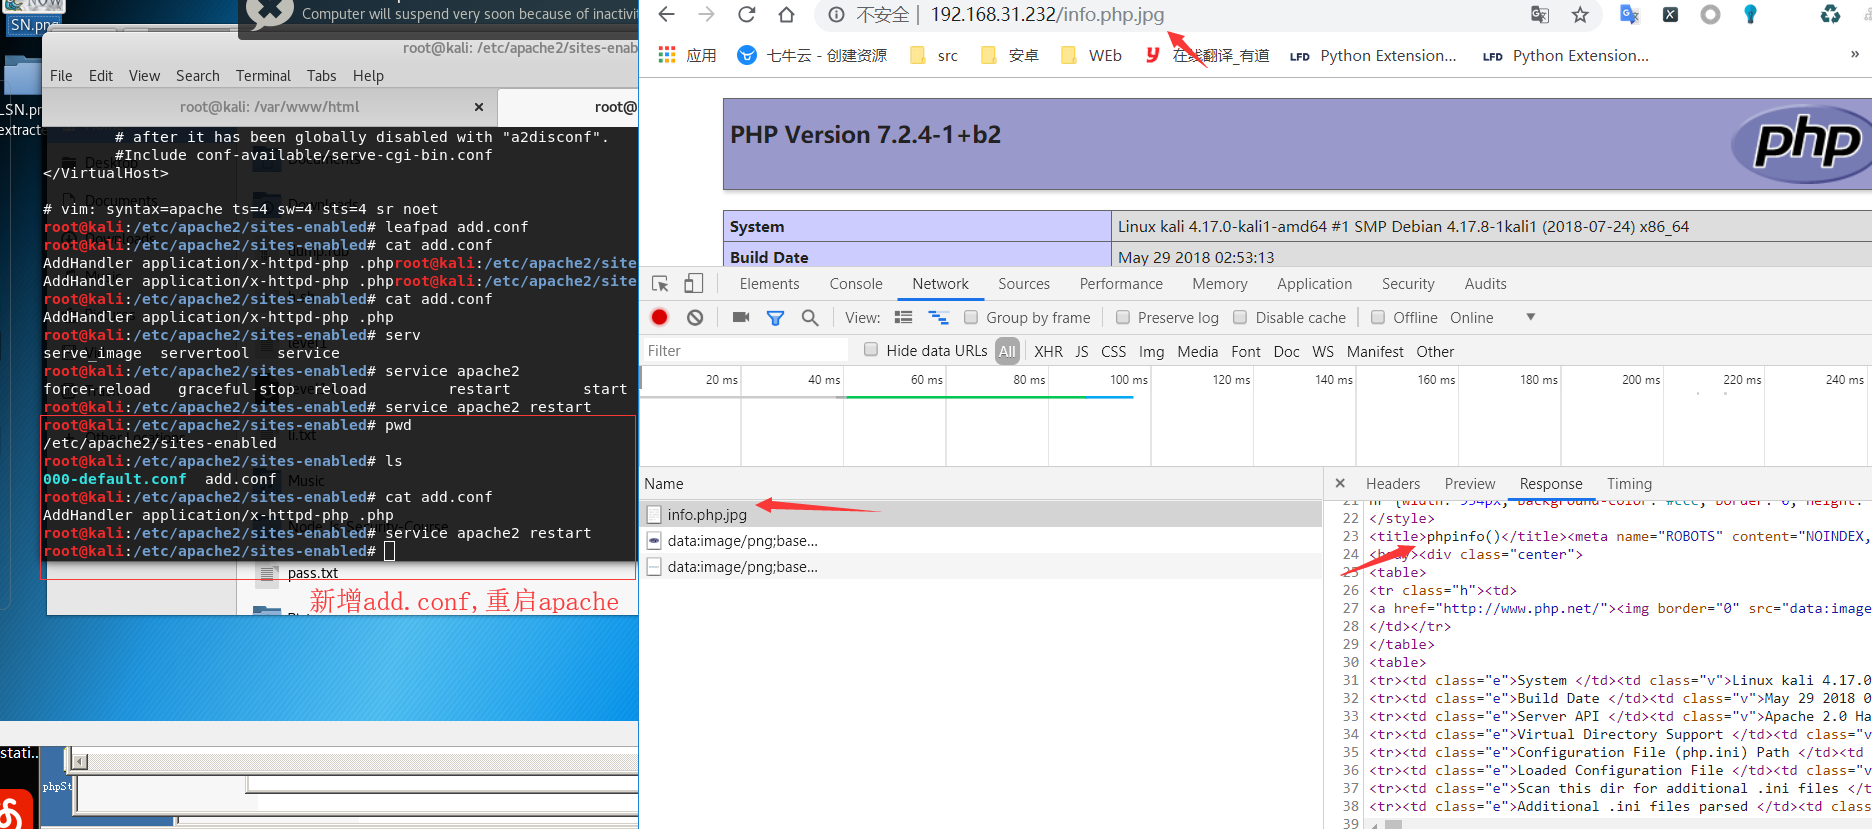 SN.png
LSN.pr
extracte
Computer will suspend very soon because of inactivit
root@kali: /etc/apache2/sites-enab
File Edit View Search Terminal Tabs Help
root@kali: /var/www/html × root@
# after it has been globally disabled with "a2disconf".
#Include conf-available/serve-cgi-bin.conf
</VirtualHost>
# vim: syntax=apache ts=4 sw=4 sts=4 sr noet
root@kali:/etc/apache2/sites-enabled# leafpad add.conf
root@kali:/etc/apache2/sites-enabled# cat add.conf
AddHandler application/x-httpd-php .phproot@kali:/etc/apache2/site
AddHandler application/x-httpd-php .phproot@kali:/etc/apache2/site
root@kali:/etc/apache2/sites-enabled# cat add.conf
AddHandler application/x-httpd-php .php
root@kali:/etc/apache2/sites-enabled# serv
serve_image servertool service
root@kali:/etc/apache2/sites-enabled# service apache2
force-reload graceful-stop reload restart start
root@kali:/etc/apache2/sites-enabled# service apache2 restart
root@kali:/etc/apache2/sites-enabled# pwd
/etc/apache2/sites-enabled
root@kali:/etc/apache2/sites-enabled# ls
000-default.conf add.conf
root@kali:/etc/apache2/sites-enabled# cat add.conf
AddHandler application/x-httpd-php .php
root@kali:/etc/apache2/sites-enabled# service apache2 restart
root@kali:/etc/apache2/sites-enabled#
Desktop
Documents
Documents
Downloads
li.txt
Music
pass.txt
新增add.conf,重启apache
stati...
phpSt
不安全 | 192.168.31.232/info.php.jpg
应用 七牛云 - 创建资源 src 安卓 WEb 在线翻译_有道 LFD Python Extension... LFD Python Extension... »
PHP Version 7.2.4-1+b2
php
System Linux kali 4.17.0-kali1-amd64 #1 SMP Debian 4.17.8-1kali1 (2018-07-24) x86_64
Build Date May 29 2018 02:53:13
Elements Console Network Sources Performance Memory Application Security Audits
View: Group by frame Preserve log Disable cache Offline Online
Filter Hide data URLs All XHR JS CSS Img Media Font Doc WS Manifest Other
20 ms 40 ms 60 ms 80 ms 100 ms 120 ms 140 ms 160 ms 180 ms 200 ms 220 ms 240 ms
Name
info.php.jpg
data:image/png;base...
data:image/png;base...
× Headers Preview Response Timing
21 hr {width: 934px; background-color: #ccc; border: 0; height:
22 </style>
23 <title>phpinfo()</title><meta name="ROBOTS" content="NOINDEX,
24 <body><div class="center">
25 <table>
26 <tr class="h"><td>
27 <a href="http://www.php.net/"><img border="0" src="data:image
28 </td></tr>
29 </table>
30 <table>
31 <tr><td class="e">System </td><td class="v">Linux kali 4.17.0
32 <tr><td class="e">Build Date </td><td class="v">May 29 2018 0
33 <tr><td class="e">Server API </td><td class="v">Apache 2.0 Ha
34 <tr><td class="e">Virtual Directory Support </td><td class="v
35 <tr><td class="e">Configuration File (php.ini) Path </td><td
36 <tr><td class="e">Loaded Configuration File </td><td class="v
37 <tr><td class="e">Scan this dir for additional .ini files </t
38 <tr><td class="e">Additional .ini files parsed </td><td clas
39